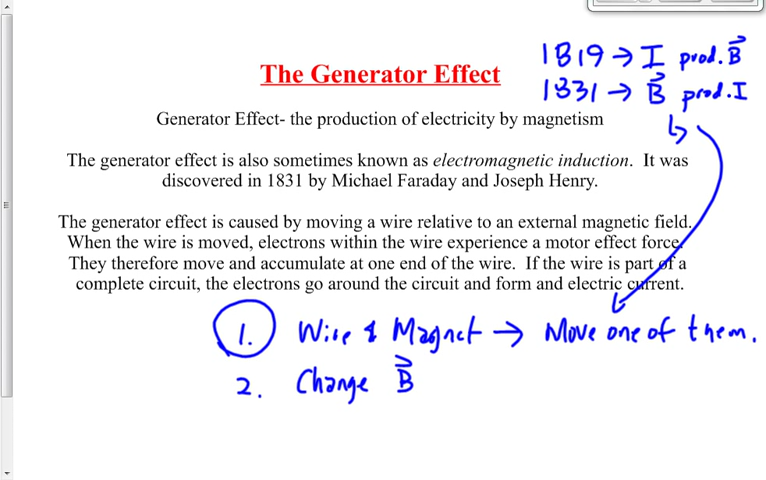 1819 → I prod. B⃗
The Generator Effect
1831 → B⃗ prod. I
Generator Effect- the production of electricity by magnetism
The generator effect is also sometimes known as electromagnetic induction. It was
discovered in 1831 by Michael Faraday and Joseph Henry.
The generator effect is caused by moving a wire relative to an external magnetic field.
When the wire is moved, electrons within the wire experience a motor effect force.
They therefore move and accumulate at one end of the wire. If the wire is part of a
complete circuit, the electrons go around the circuit and form and electric current.
1. Wire & Magnet → Move one of them.
2. Change B⃗